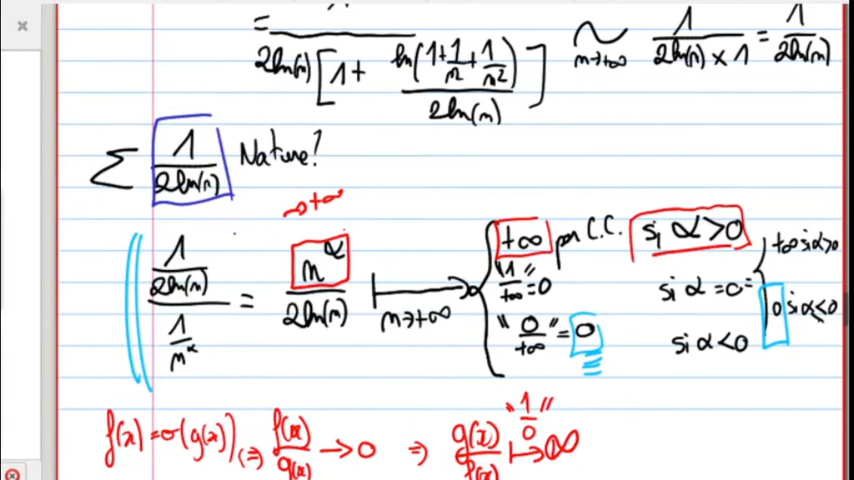 = 1 / (2ln(n) [1 + ln(1 + 1/n + 1/n²) / 2ln(n)]) ∼ n→+∞ 1 / (2ln(n) × 1) = 1 / 2ln(n)
∑ 1 / 2ln(n) Nature?
→ +∞
(1 / 2ln(n)) / (1 / n^α) = n^α / 2ln(n) ⟼ n→+∞ { +∞ par C.C. si α>0
"1 / +∞" = 0 si α = 0
"0 / +∞" = 0 si α<0
+∞ si α>0
0 si α<0
f(x) = o(g(x)) ⟺ f(x) / g(x) → 0 ⇒ g(x) / f(x) ⟼ ∞
"1 / 0"